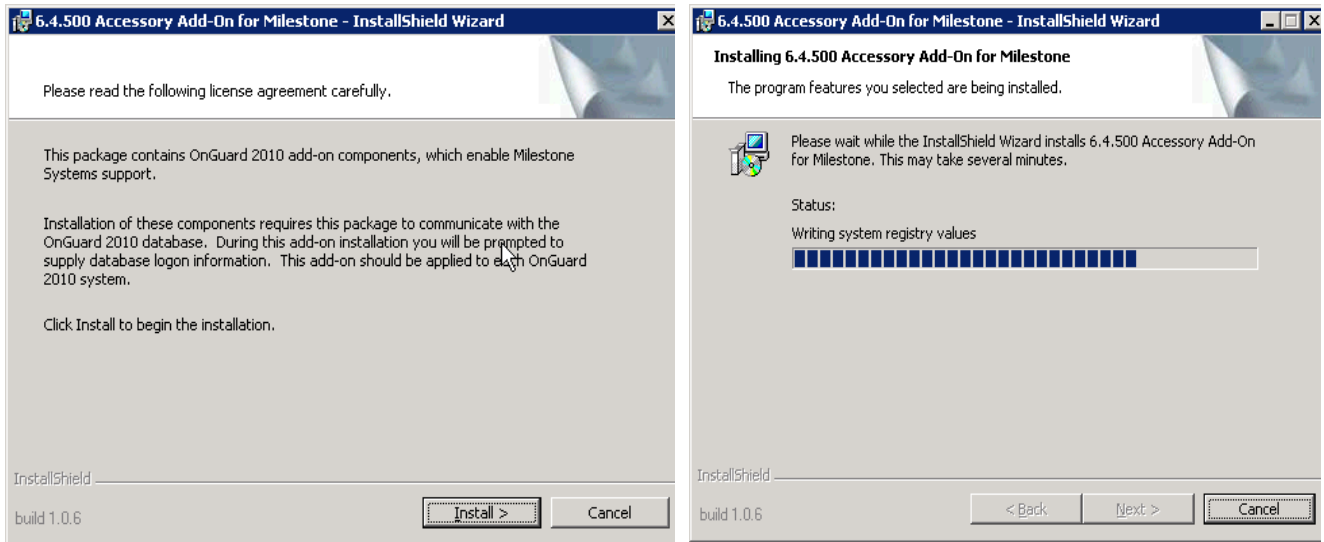 6.4.500 Accessory Add-On for Milestone - InstallShield Wizard
Please read the following license agreement carefully.
This package contains OnGuard 2010 add-on components, which enable Milestone
Systems support.
Installation of these components requires this package to communicate with the
OnGuard 2010 database. During this add-on installation you will be prompted to
supply database logon information. This add-on should be applied to each OnGuard
2010 system.
Click Install to begin the installation.
InstallShield
build 1.0.6
Install >
Cancel
6.4.500 Accessory Add-On for Milestone - InstallShield Wizard
Installing 6.4.500 Accessory Add-On for Milestone
The program features you selected are being installed.
Please wait while the InstallShield Wizard installs 6.4.500 Accessory Add-On
for Milestone. This may take several minutes.
Status:
Writing system registry values
InstallShield
build 1.0.6
< Back
Next >
Cancel